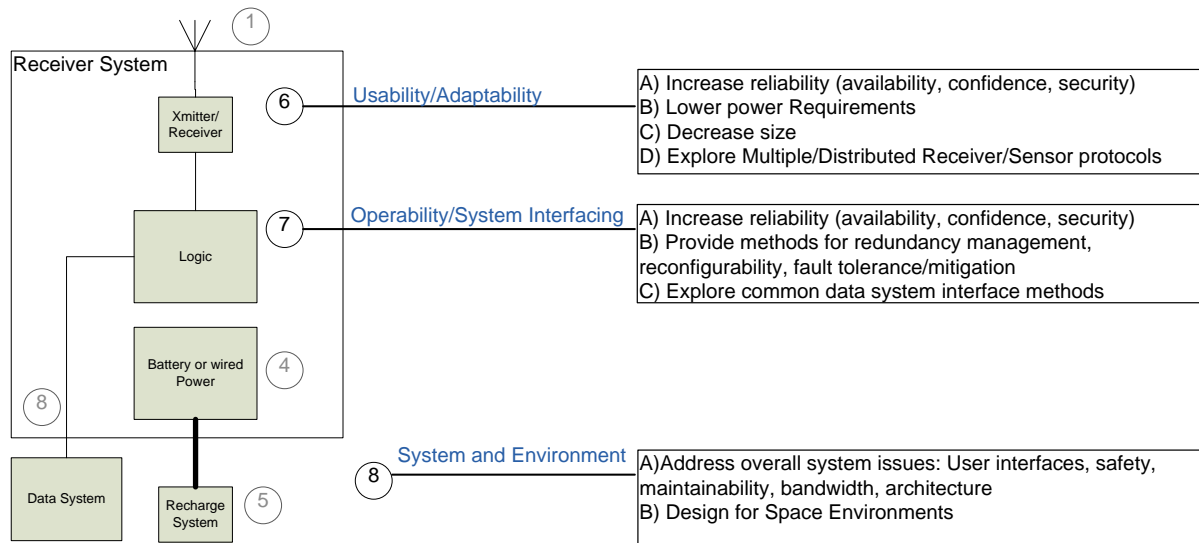 1
Receiver System
Xmitter/
Receiver
6
Usability/Adaptability
A) Increase reliability (availability, confidence, security)
B) Lower power Requirements
C) Decrease size
D) Explore Multiple/Distributed Receiver/Sensor protocols
Logic
7
Operability/System Interfacing
A) Increase reliability (availability, confidence, security)
B) Provide methods for redundancy management,
reconfigurability, fault tolerance/mitigation
C) Explore common data system interface methods
Battery or wired
Power
4
8
Data System
Recharge
System
5
8
System and Environment
A)Address overall system issues: User interfaces, safety,
maintainability, bandwidth, architecture
B) Design for Space Environments